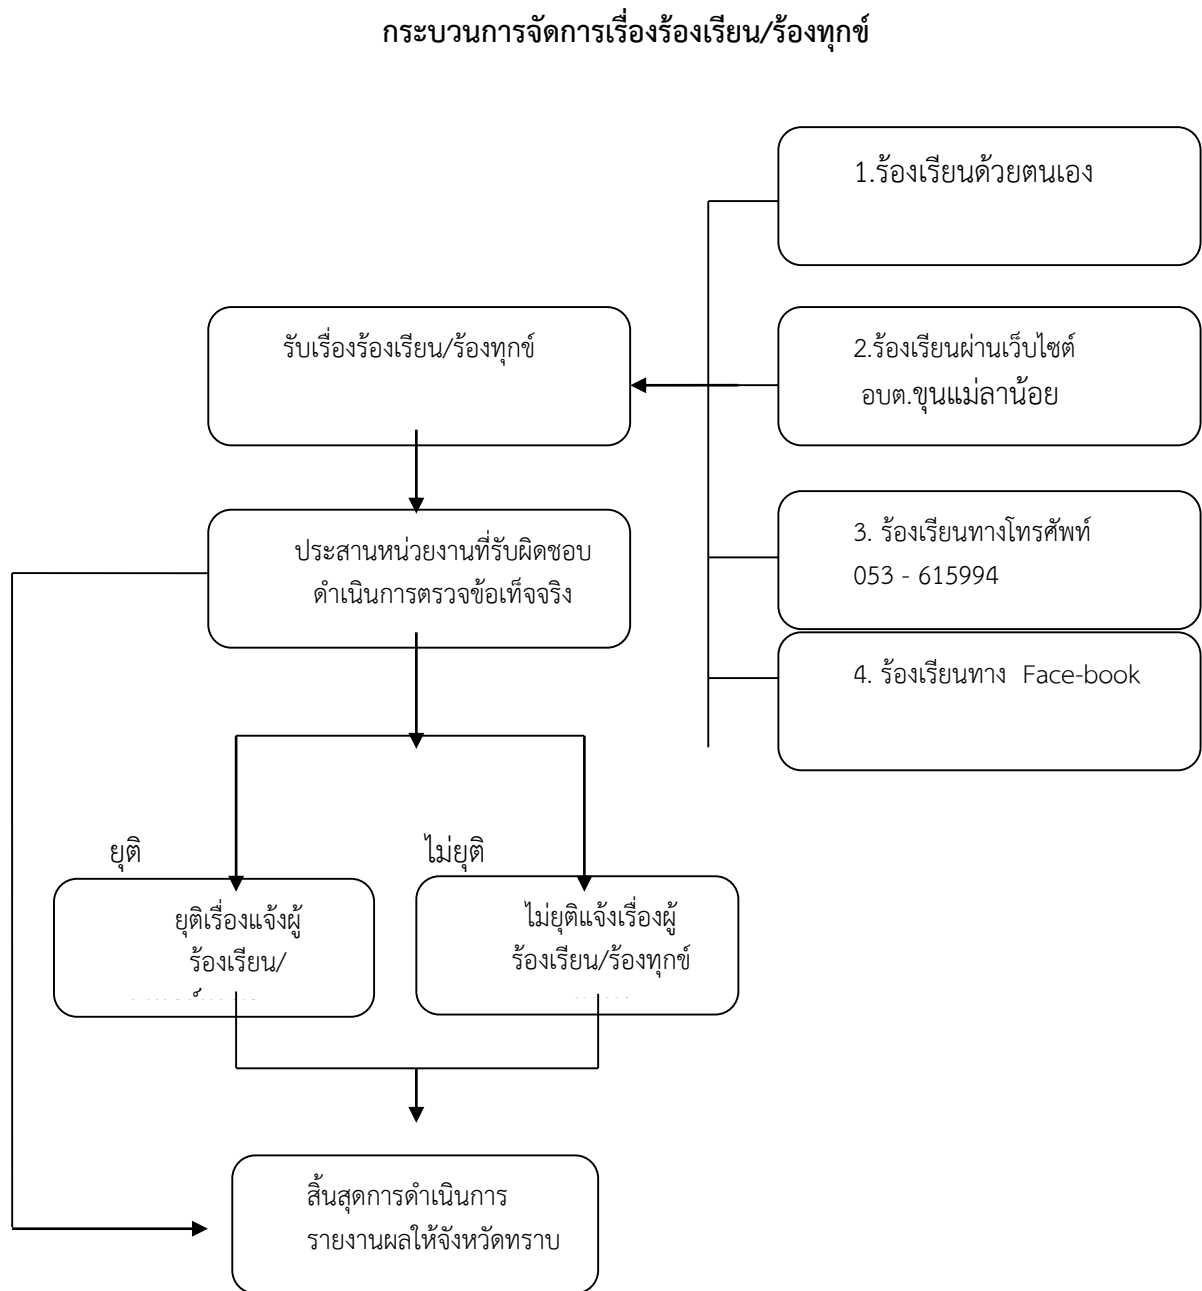 กระบวนการจัดการเรื่องร้องเรียน/ร้องทุกข์
1.ร้องเรียนด้วยตนเอง
รับเรื่องร้องเรียน/ร้องทุกข์
2.ร้องเรียนผ่านเว็บไซต์
อบต.ขุนแม่ลาน้อย
3. ร้องเรียนทางโทรศัพท์
053 - 615994
4. ร้องเรียนทาง Face-book
ประสานหน่วยงานที่รับผิดชอบ
ดำเนินการตรวจข้อเท็จจริง
ยุติ
ไม่ยุติ
ยุติเรื่องแจ้งผู้
ร้องเรียน/
ไม่ยุติแจ้งเรื่องผู้
ร้องเรียน/ร้องทุกข์
สิ้นสุดการดำเนินการ
รายงานผลให้จังหวัดทราบ